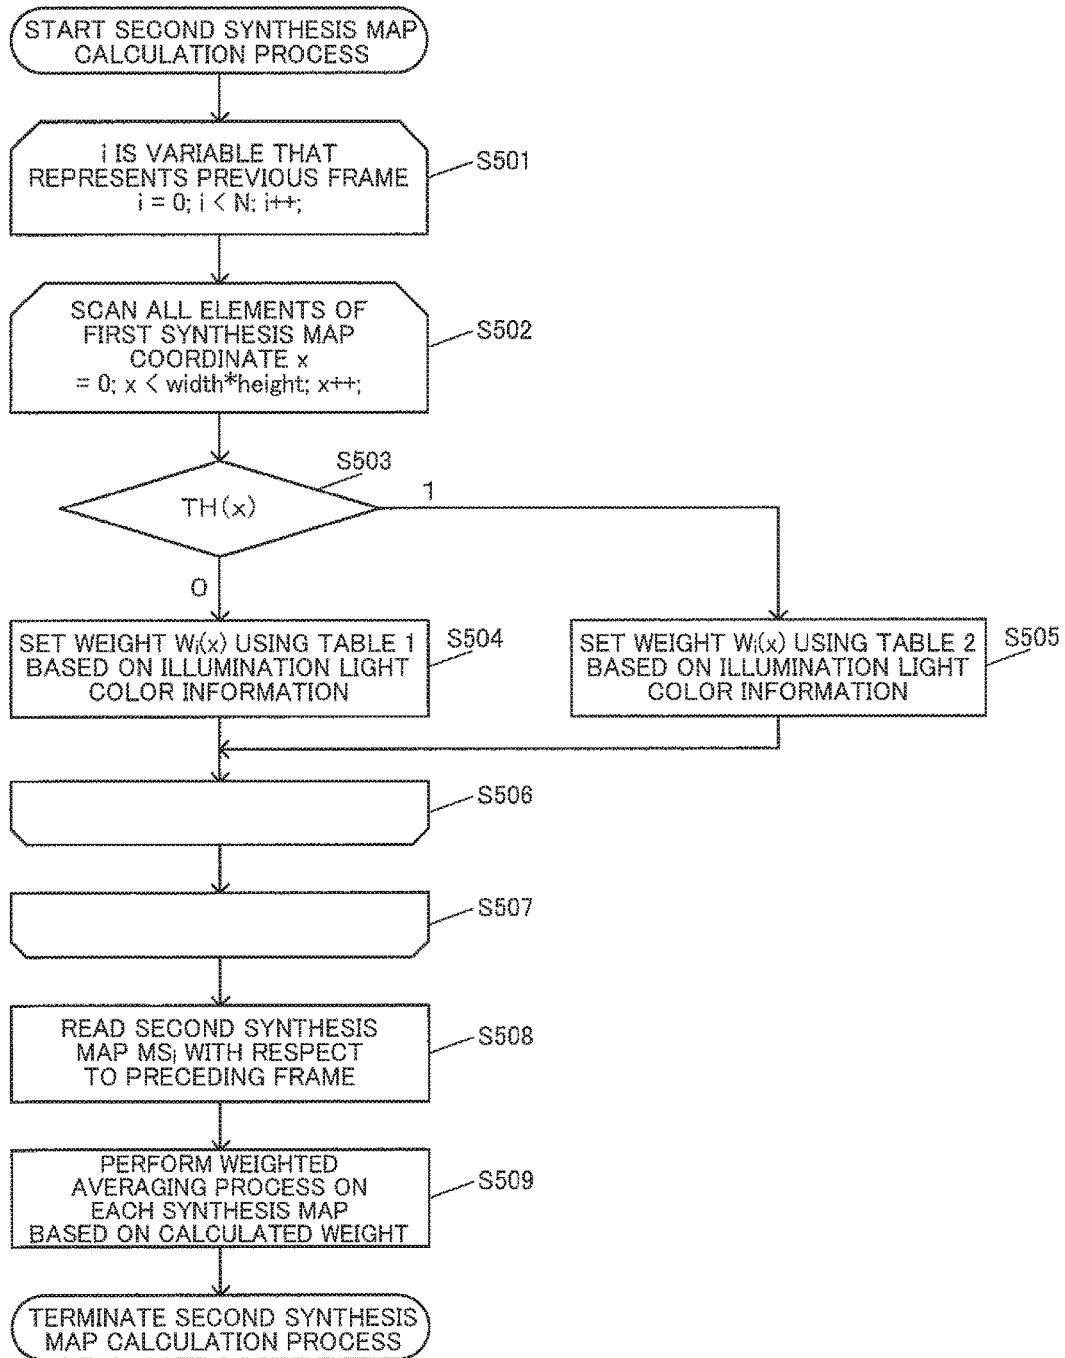 START SECOND SYNTHESIS MAP
CALCULATION PROCESS
i IS VARIABLE THAT
REPRESENTS PREVIOUS FRAME
i = 0; i < N; i++;
S501
SCAN ALL ELEMENTS OF
FIRST SYNTHESIS MAP
COORDINATE x
= 0; x < width*height; x++;
S502
S503
TH(x)
1
0
SET WEIGHT Wi(x) USING TABLE 1
BASED ON ILLUMINATION LIGHT
COLOR INFORMATION
S504
SET WEIGHT Wi(x) USING TABLE 2
BASED ON ILLUMINATION LIGHT
COLOR INFORMATION
S505
S506
S507
READ SECOND SYNTHESIS
MAP MSi WITH RESPECT
TO PRECEDING FRAME
S508
PERFORM WEIGHTED
AVERAGING PROCESS ON
EACH SYNTHESIS MAP
BASED ON CALCULATED WEIGHT
S509
TERMINATE SECOND SYNTHESIS
MAP CALCULATION PROCESS